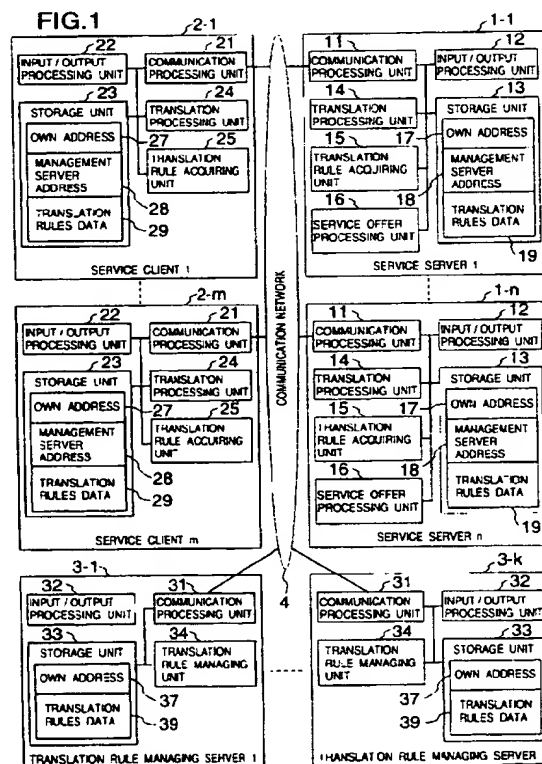 FIG.1
2-1
22
21
INPUT / OUTPUT
PROCESSING UNIT
COMMUNICATION
PROCESSING UNIT
23
24
STORAGE UNIT
TRANSLATION
PROCESSING UNIT
OWN ADDRESS
27
25
MANAGEMENT
SERVER
ADDRESS
TRANSLATION
RULE ACQUIRING
UNIT
28
TRANSLATION
RULES DATA
29
SERVICE CLIENT 1
1-1
11
12
COMMUNICATION
PROCESSING UNIT
INPUT / OUTPUT
PROCESSING UNIT
14
13
TRANSLATION
PROCESSING UNIT
STORAGE UNIT
15
17
OWN ADDRESS
TRANSLATION
RULE ACQUIRING
UNIT
MANAGEMENT
SERVER
ADDRESS
16
18
SERVICE OFFER
PROCESSING UNIT
TRANSLATION
RULES DATA
19
SERVICE SERVER 1
COMMUNICATION NETWORK
4
2-m
22
21
INPUT / OUTPUT
PROCESSING UNIT
COMMUNICATION
PROCESSING UNIT
23
24
STORAGE UNIT
TRANSLATION
PROCESSING UNIT
OWN ADDRESS
27
25
MANAGEMENT
SERVER
ADDRESS
TRANSLATION
RULE ACQUIRING
UNIT
28
TRANSLATION
RULES DATA
29
SERVICE CLIENT m
1-n
11
12
COMMUNICATION
PROCESSING UNIT
INPUT / OUTPUT
PROCESSING UNIT
14
13
TRANSLATION
PROCESSING UNIT
STORAGE UNIT
15
17
OWN ADDRESS
TRANSLATION
RULE ACQUIRING
UNIT
MANAGEMENT
SERVER
ADDRESS
16
18
SERVICE OFFER
PROCESSING UNIT
TRANSLATION
RULES DATA
19
SERVICE SERVER n
3-1
32
31
INPUT / OUTPUT
PROCESSING UNIT
COMMUNICATION
PROCESSING UNIT
33
34
STORAGE UNIT
TRANSLATION
RULE MANAGING
UNIT
OWN ADDRESS
37
TRANSLATION
RULES DATA
39
TRANSLATION RULE MANAGING SERVER 1
3-k
31
32
COMMUNICATION
PROCESSING UNIT
INPUT / OUTPUT
PROCESSING UNIT
34
33
TRANSLATION
RULE MANAGING
UNIT
STORAGE UNIT
37
OWN ADDRESS
39
TRANSLATION
RULES DATA
TRANSLATION RULE MANAGING SERVER